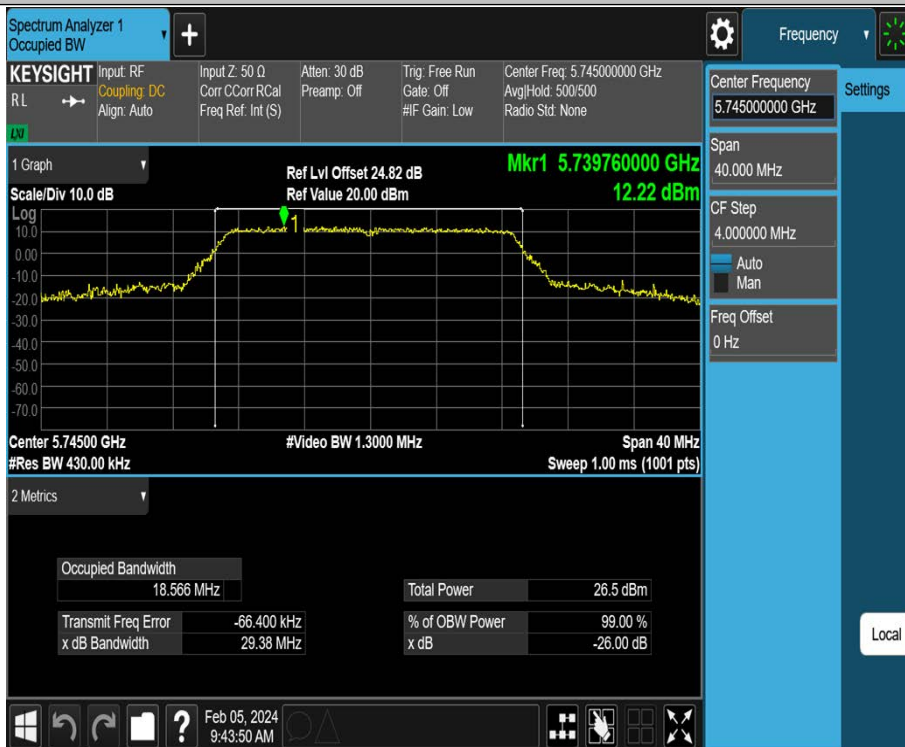 Spectrum Analyzer 1
Occupied BW
+
Frequency
KEYSIGHT
R L
LXI
Input: RF
Coupling: DC
Align: Auto
Input Z: 50 Ω
Corr CCorr RCal
Freq Ref: Int (S)
Atten: 30 dB
Preamp: Off
Trig: Free Run
Gate: Off
#IF Gain: Low
Center Freq: 5.745000000 GHz
Avg|Hold: 500/500
Radio Std: None
Center Frequency
5.745000000 GHz
Settings
Span
40.000 MHz
CF Step
4.000000 MHz
Auto
Man
Freq Offset
0 Hz
Local
1 Graph
Scale/Div 10.0 dB
Ref Lvl Offset 24.82 dB
Ref Value 20.00 dBm
Mkr1 5.739760000 GHz
12.22 dBm
Log
10.0
0.00
-10.0
-20.0
-30.0
-40.0
-50.0
-60.0
-70.0
1
Center 5.74500 GHz
#Res BW 430.00 kHz
#Video BW 1.3000 MHz
Span 40 MHz
Sweep 1.00 ms (1001 pts)
2 Metrics
Occupied Bandwidth
18.566 MHz
Transmit Freq Error -66.400 kHz
x dB Bandwidth 29.38 MHz
Total Power 26.5 dBm
% of OBW Power 99.00 %
x dB -26.00 dB
?
Feb 05, 2024
9:43:50 AM